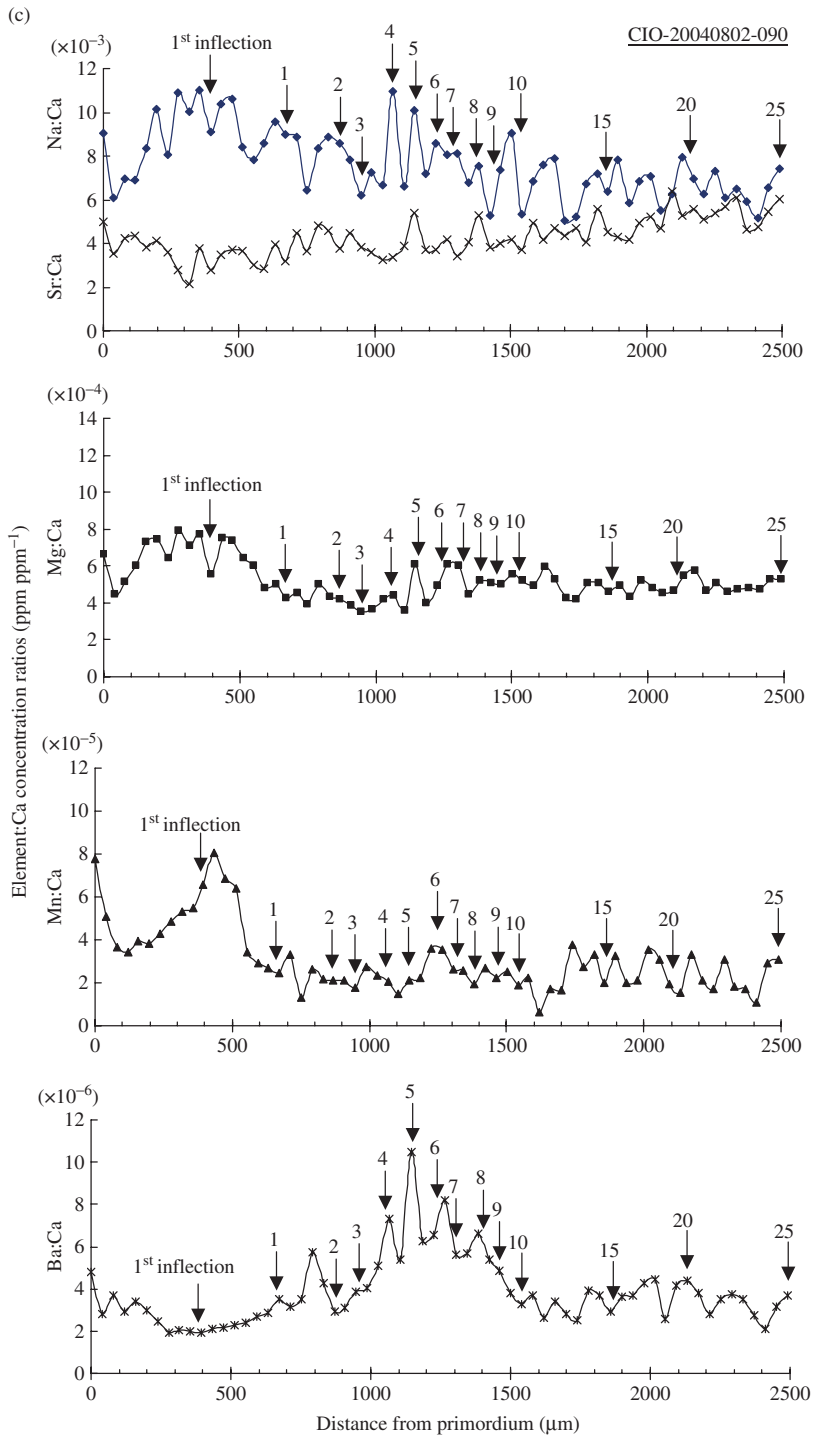 (c)
CIO-20040802-090
(×10⁻³)
1st inflection
1 2 3 4 5 6 7 8 9 10 15 20 25
Na:Ca
Sr:Ca
12
10
8
6
4
2
0
0 500 1000 1500 2000 2500
(×10⁻⁴)
1st inflection
1 2 3 4 5 6 7 8 9 10 15 20 25
Mg:Ca
14
12
10
8
6
4
2
0
0 500 1000 1500 2000 2500
Element:Ca concentration ratios (ppm ppm⁻¹)
(×10⁻⁵)
1st inflection
1 2 3 4 5 6 7 8 9 10 15 20 25
Mn:Ca
12
10
8
6
4
2
0
0 500 1000 1500 2000 2500
(×10⁻⁶)
1st inflection
1 2 3 4 5 6 7 8 9 10 15 20 25
Ba:Ca
12
10
8
6
4
2
0
0 500 1000 1500 2000 2500
Distance from primordium (µm)